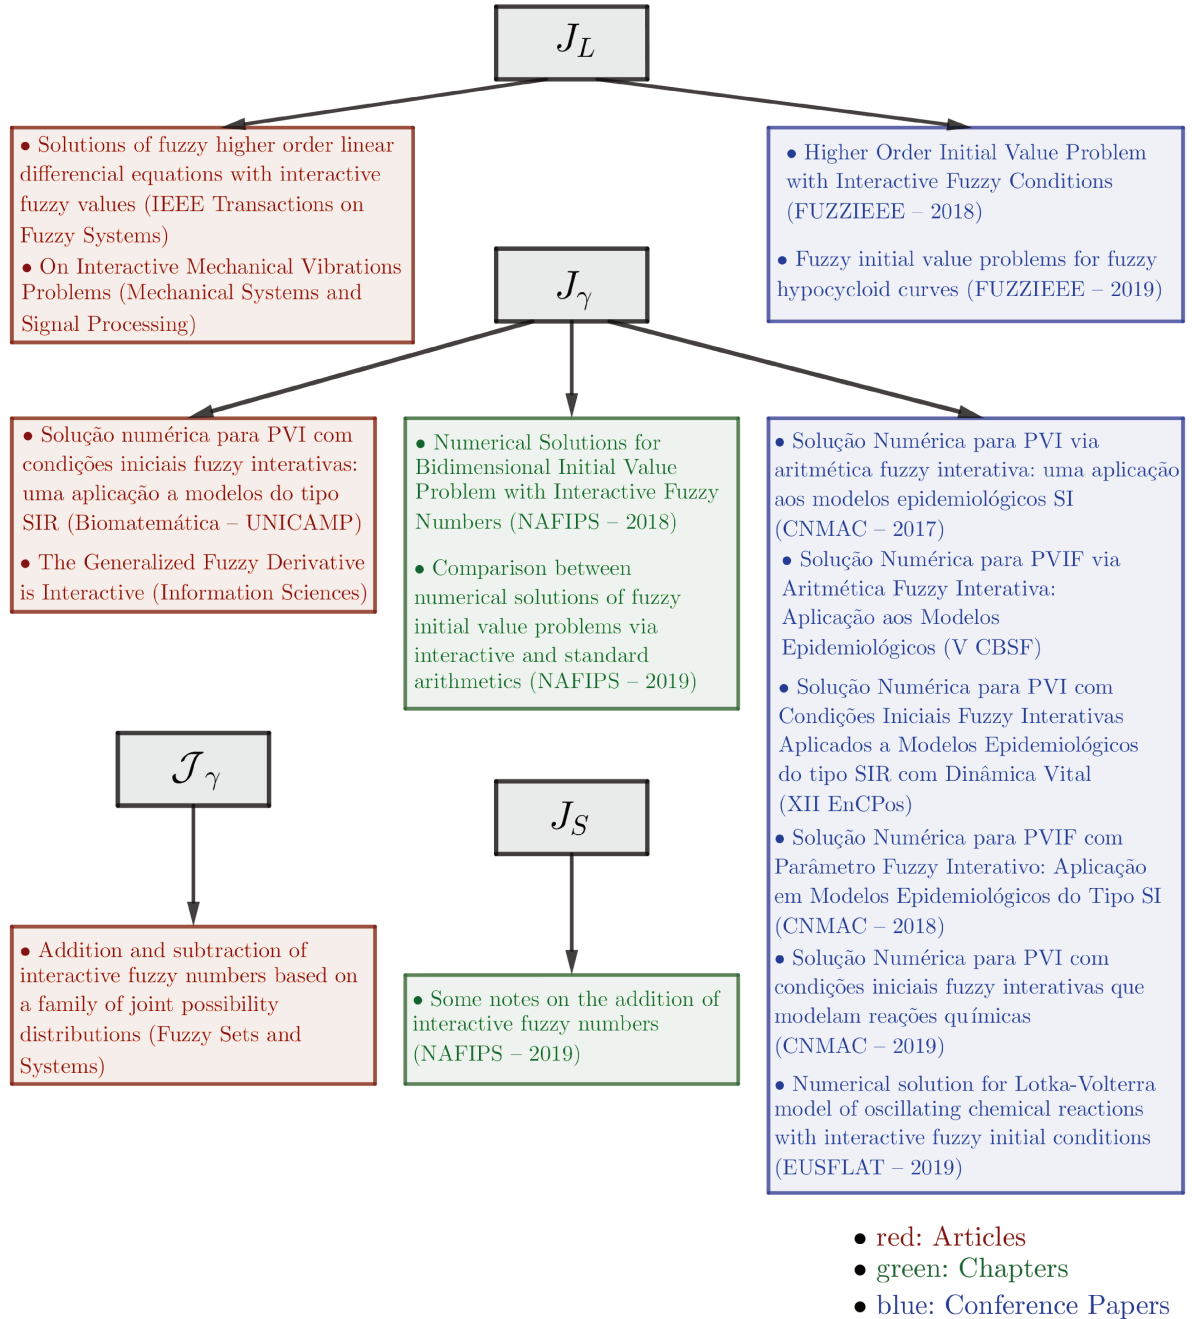 J_L
• Solutions of fuzzy higher order linear
differencial equations with interactive
fuzzy values (IEEE Transactions on
Fuzzy Systems)
• On Interactive Mechanical Vibrations
Problems (Mechanical Systems and
Signal Processing)
• Higher Order Initial Value Problem
with Interactive Fuzzy Conditions
(FUZZIEEE – 2018)
• Fuzzy initial value problems for fuzzy
hypocycloid curves (FUZZIEEE – 2019)
J_γ
• Solução numérica para PVI com
condições iniciais fuzzy interativas:
uma aplicação a modelos do tipo
SIR (Biomatemática – UNICAMP)
• The Generalized Fuzzy Derivative
is Interactive (Information Sciences)
• Numerical Solutions for
Bidimensional Initial Value
Problem with Interactive Fuzzy
Numbers (NAFIPS – 2018)
• Comparison between
numerical solutions of fuzzy
initial value problems via
interactive and standard
arithmetics (NAFIPS – 2019)
• Solução Numérica para PVI via
aritmética fuzzy interativa: uma aplicação
aos modelos epidemiológicos SI
(CNMAC – 2017)
• Solução Numérica para PVIF via
Aritmética Fuzzy Interativa:
Aplicação aos Modelos
Epidemiológicos (V CBSF)
• Solução Numérica para PVI com
Condições Iniciais Fuzzy Interativas
Aplicados a Modelos Epidemiológicos
do tipo SIR com Dinâmica Vital
(XII EnCPos)
• Solução Numérica para PVIF com
Parâmetro Fuzzy Interativo: Aplicação
em Modelos Epidemiológicos do Tipo SI
(CNMAC – 2018)
• Solução Numérica para PVI com
condições iniciais fuzzy interativas que
modelam reações químicas
(CNMAC – 2019)
• Numerical solution for Lotka-Volterra
model of oscillating chemical reactions
with interactive fuzzy initial conditions
(EUSFLAT – 2019)
𝒥_γ
• Addition and subtraction of
interactive fuzzy numbers based on
a family of joint possibility
distributions (Fuzzy Sets and
Systems)
J_S
• Some notes on the addition of
interactive fuzzy numbers
(NAFIPS – 2019)
• red: Articles
• green: Chapters
• blue: Conference Papers